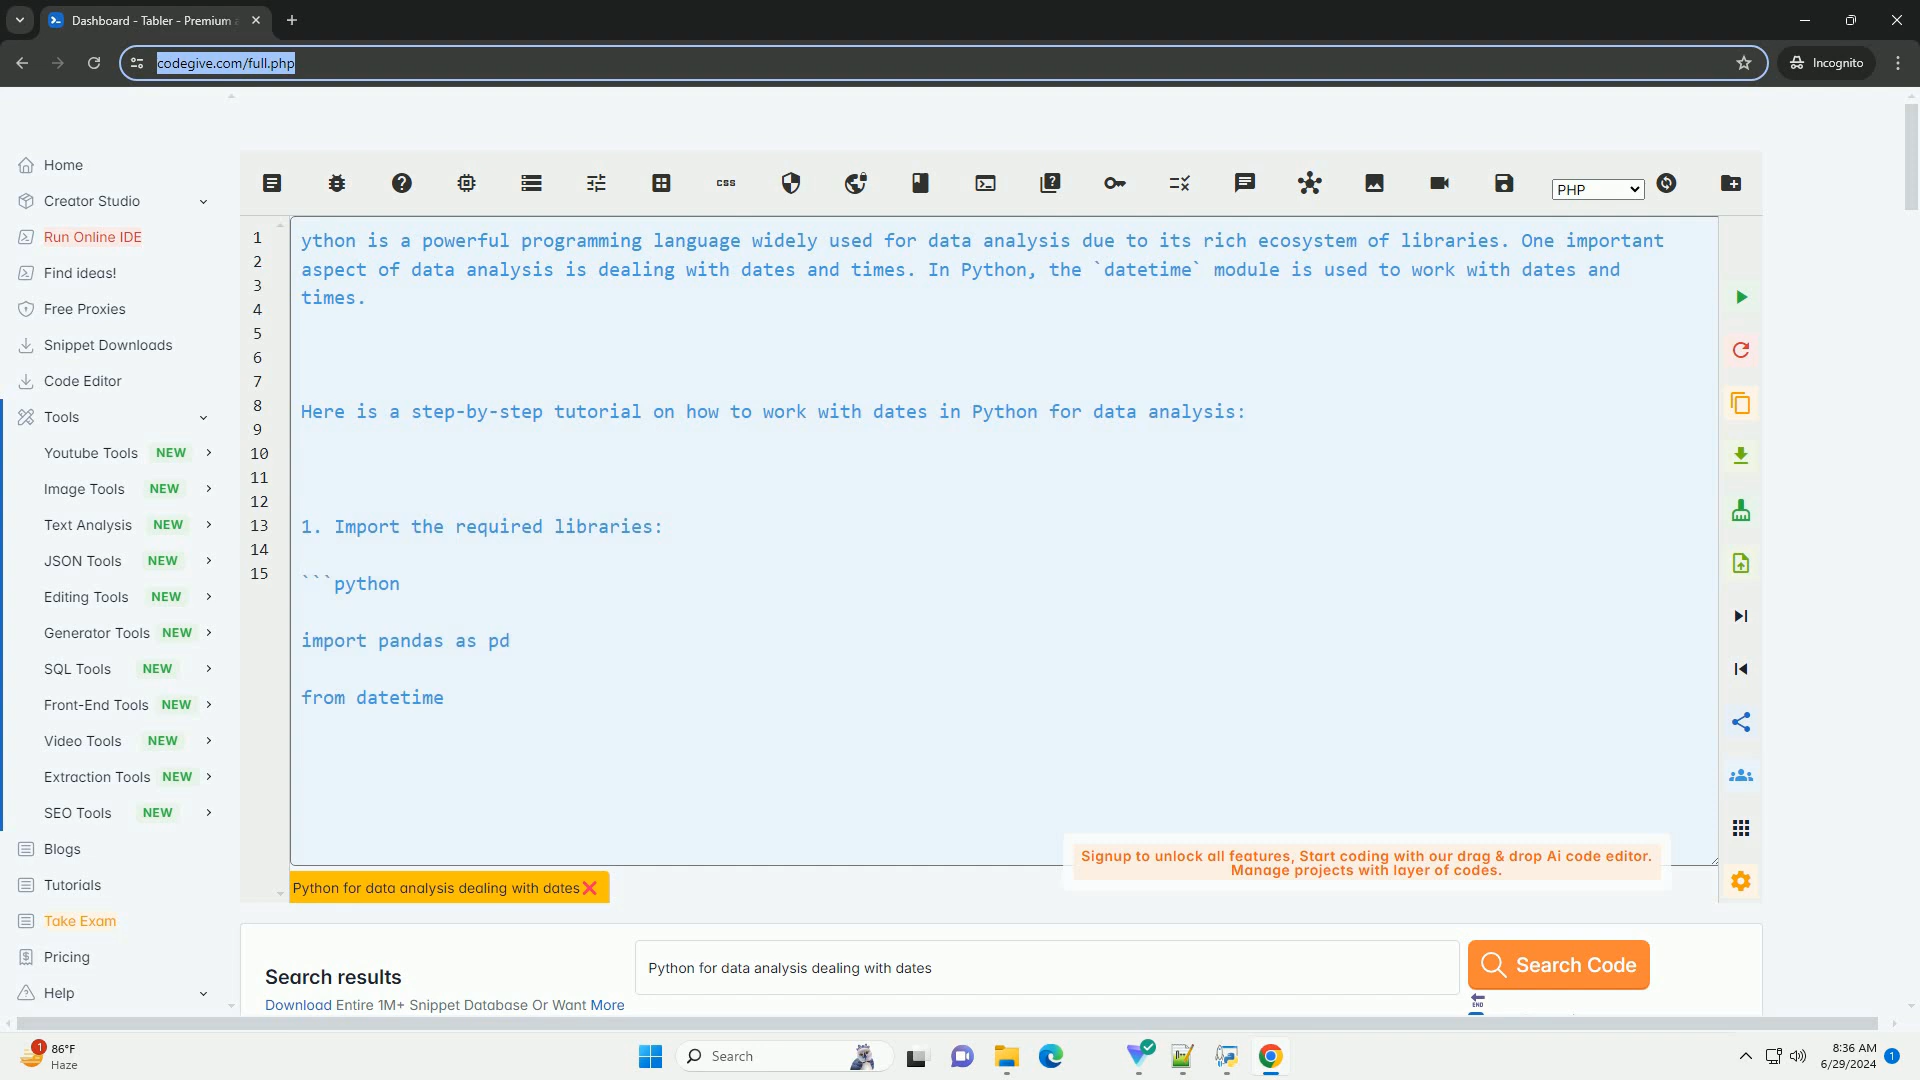 Dashboard - Tabler - Premium
codegive.com/full.php
Incognito
Home
Creator Studio
Run Online IDE
Find ideas!
Free Proxies
Snippet Downloads
Code Editor
Tools
Youtube Tools NEW
Image Tools NEW
Text Analysis NEW
JSON Tools NEW
Editing Tools NEW
Generator Tools NEW
SQL Tools NEW
Front-End Tools NEW
Video Tools NEW
Extraction Tools NEW
SEO Tools NEW
Blogs
Tutorials
Take Exam
Pricing
Help
css
PHP
1
2
3
4
5
6
7
8
9
10
11
12
13
14
15
ython is a powerful programming language widely used for data analysis due to its rich ecosystem of libraries. One important
aspect of data analysis is dealing with dates and times. In Python, the `datetime` module is used to work with dates and
times.
Here is a step-by-step tutorial on how to work with dates in Python for data analysis:
1. Import the required libraries:
```python
import pandas as pd
from datetime
Signup to unlock all features, Start coding with our drag & drop Ai code editor.
Manage projects with layer of codes.
Python for data analysis dealing with dates
Search results
Download Entire 1M+ Snippet Database Or Want More
Python for data analysis dealing with dates
Search Code
END
1
86°F
Haze
Search
8:36 AM
6/29/2024
1